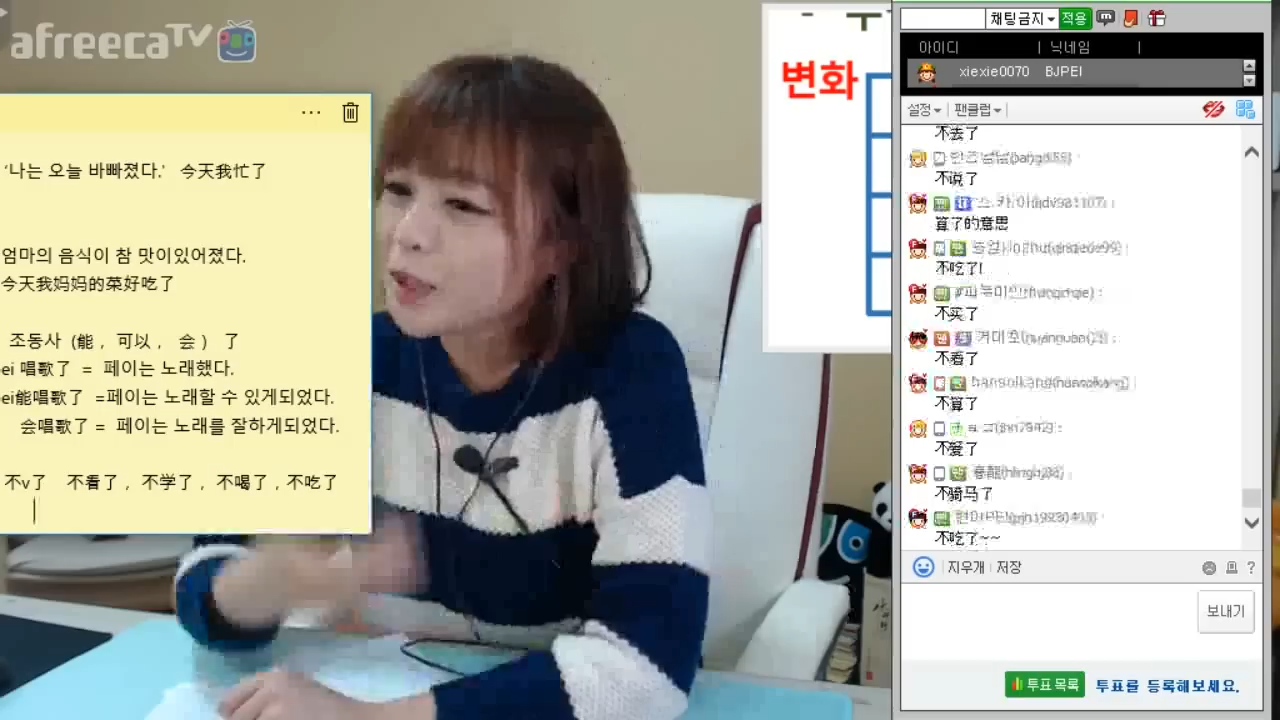 afreecaTV
변화
'나는 오늘 바빠졌다.' 今天我忙了
엄마의 음식이 참 맛이있어졌다.
今天我妈妈的菜好吃了
조동사 (能 , 可以 , 会 ) 了
ei 唱歌了 = 페이는 노래했다.
ei能唱歌了 =페이는 노래할 수 있게되었다.
会唱歌了 = 페이는 노래를 잘하게되었다.
不v了 不看了 , 不学了 , 不喝了 , 不吃了
채팅금지 적용
아이디 | 닉네임 |
xiexie0070 BJPEI
설정 | 팬클럽 |
不去了
不说了
算了的意思
不吃了!
不买了
不看了
不算了
不爱了
不骑马了
不吃了~~
지우개 저장 ?
보내기
투표 목록 투표를 등록해보세요.